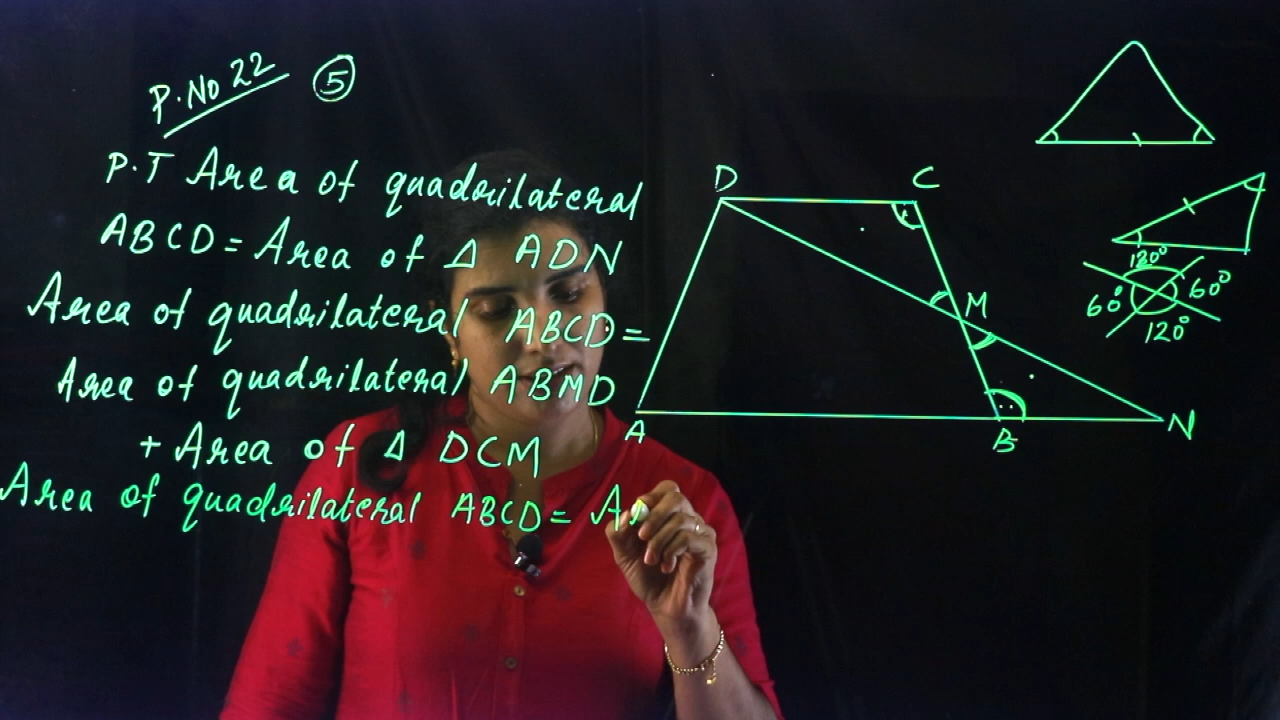 P.No 22 ⑤
P.T Area of quadrilateral
ABCD = Area of Δ ADN
Area of quadrilateral ABCD =
Area of quadrilateral ABMD
+ Area of Δ DCM
Area of quadrilateral ABCD = Ar
D C
M
A B N
120°
60° 60°
120°